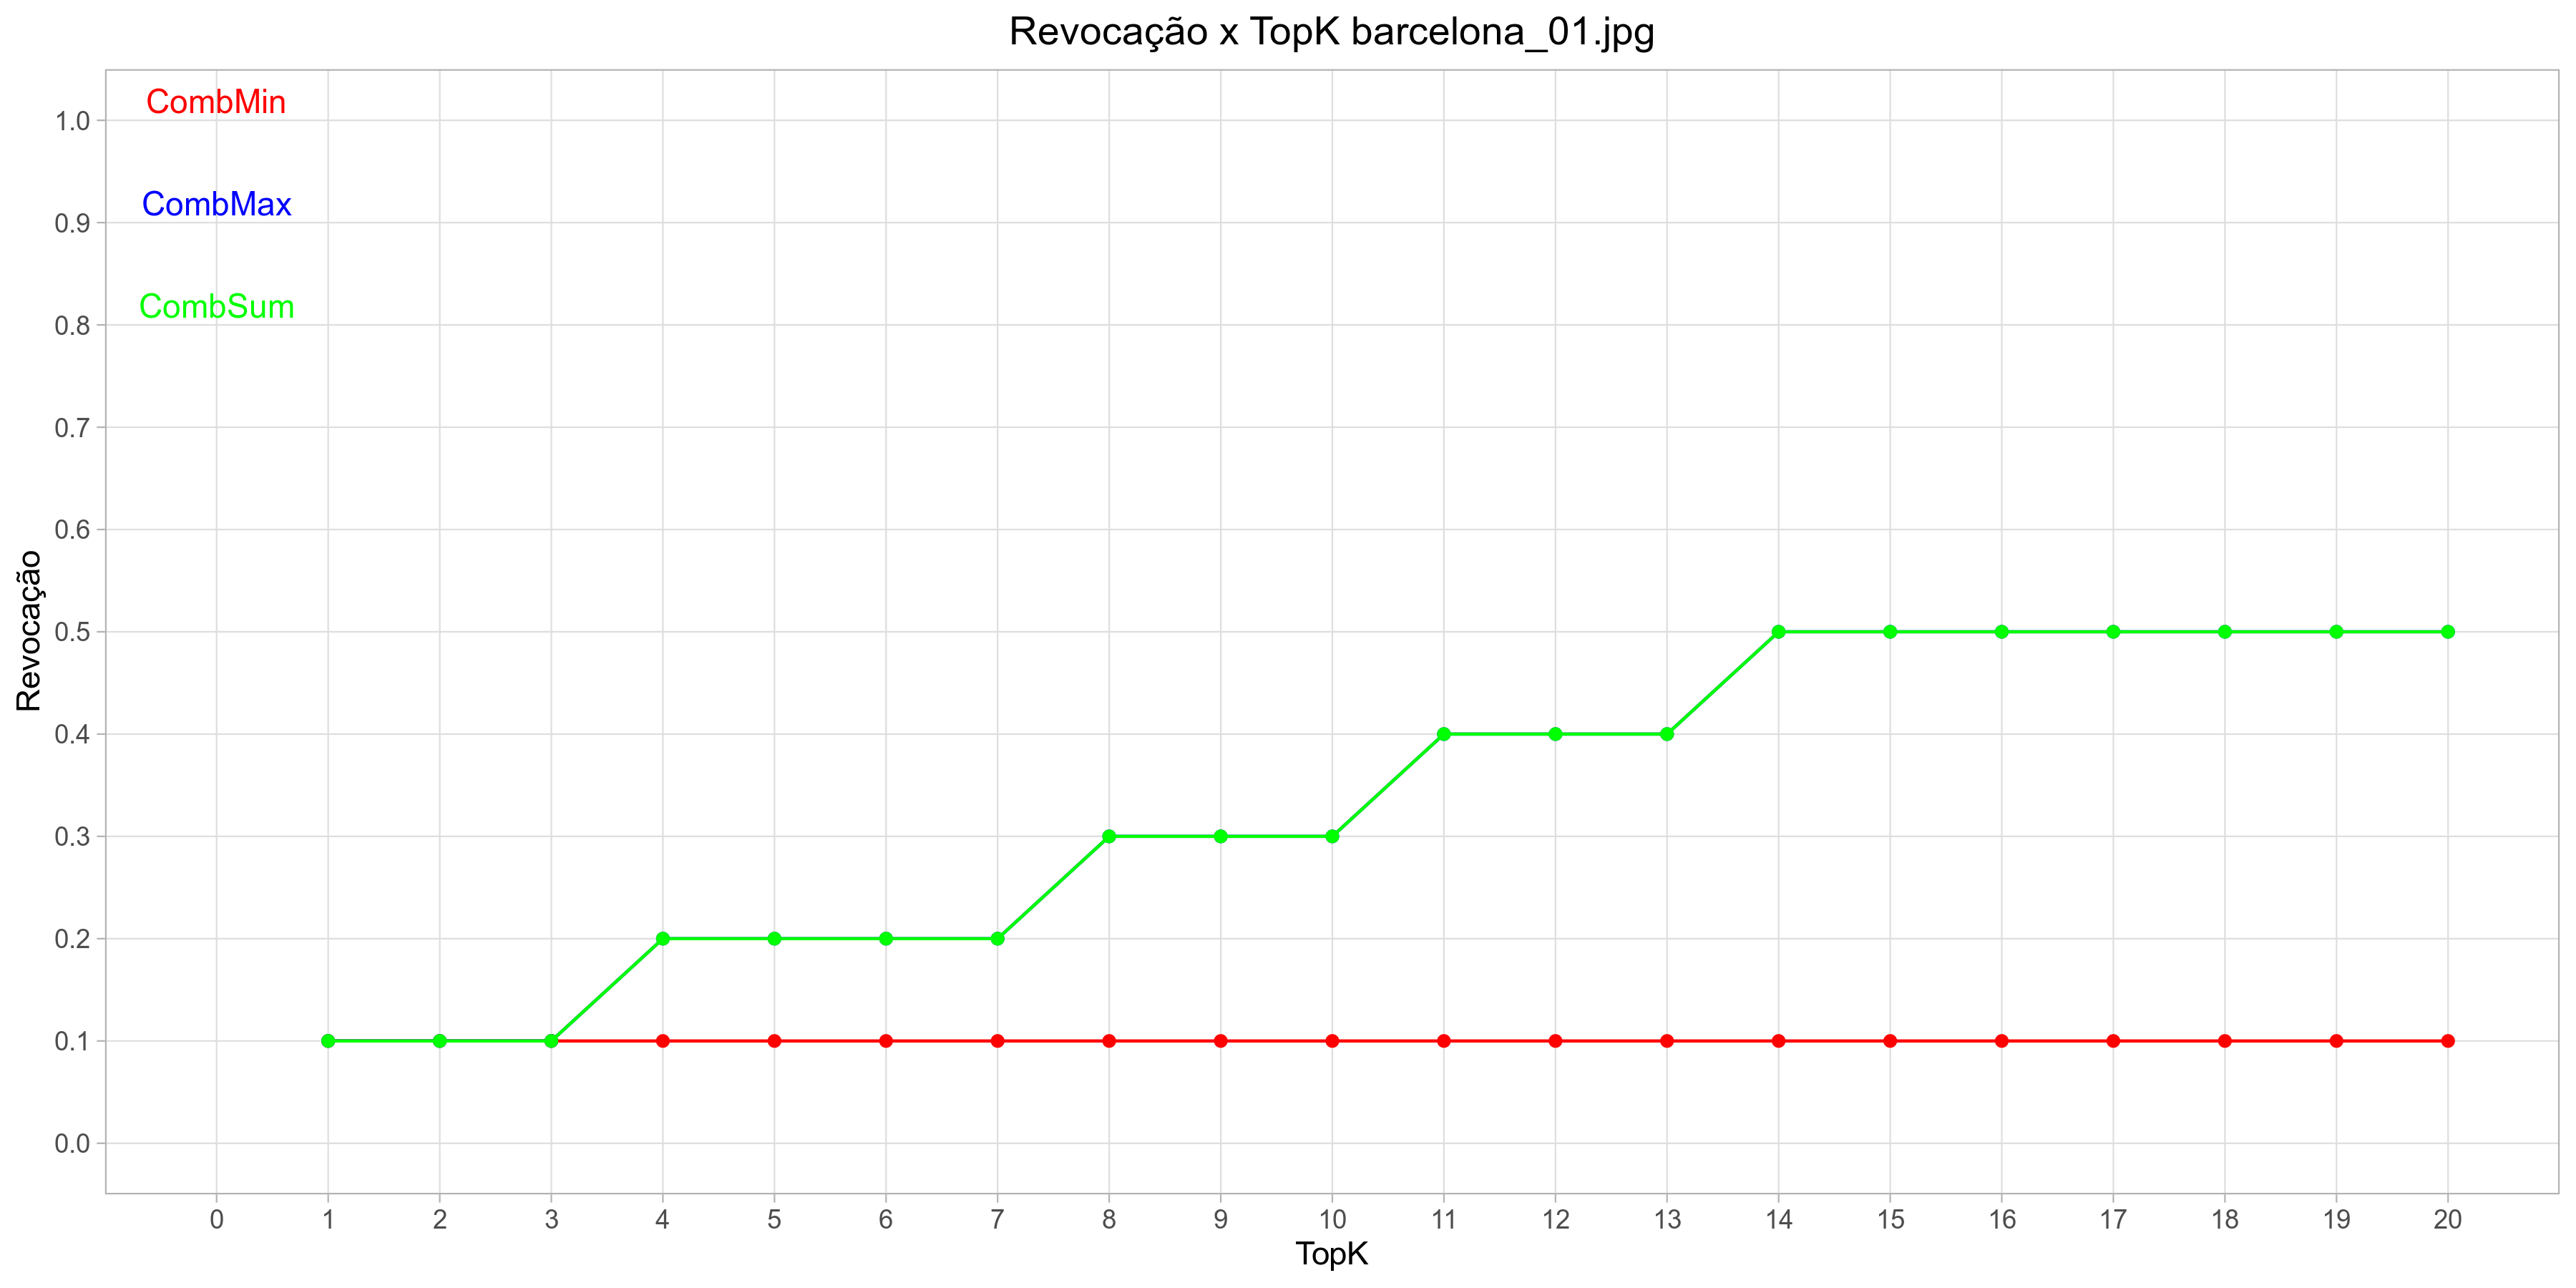 Revocação x TopK barcelona_01.jpg
CombMin
1.0
CombMax
0.9
CombSum
0.8
0.7
0.6
Revocação
0.5
0.4
0.3
0.2
0.1
0.0
0 1 2 3 4 5 6 7 8 9 10 11 12 13 14 15 16 17 18 19 20
TopK